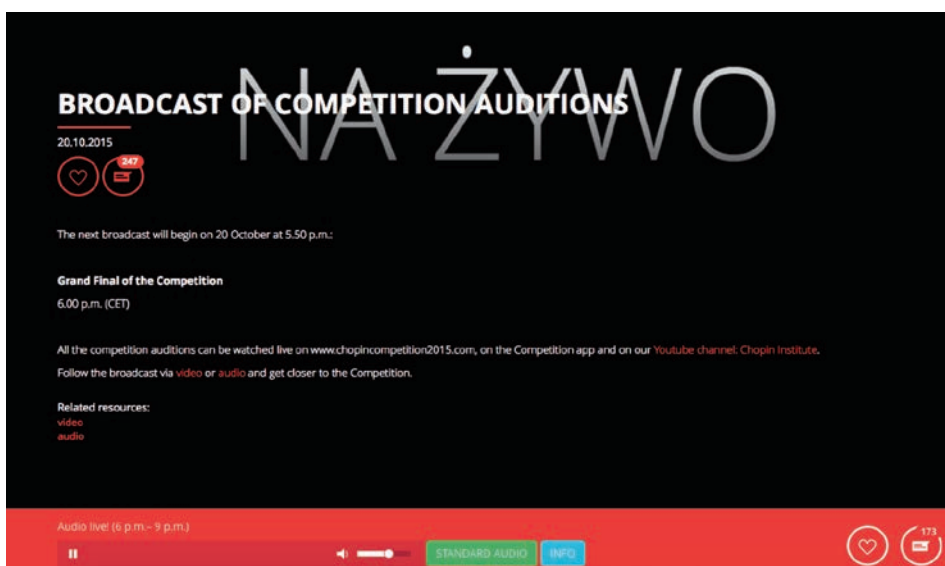 NA ŻYWO
BROADCAST OF COMPETITION AUDITIONS
20.10.2015
247
The next broadcast will begin on 20 October at 5.50 p.m.:
Grand Final of the Competition
6.00 p.m. (CET)
All the competition auditions can be watched live on www.chopincompetition2015.com, on the Competition app and on our Youtube channel: Chopin Institute.
Follow the broadcast via video or audio and get closer to the Competition.
Related resources:
video
audio
Audio live! (6 p.m.– 9 p.m.)
STANDARD AUDIO INFO
173